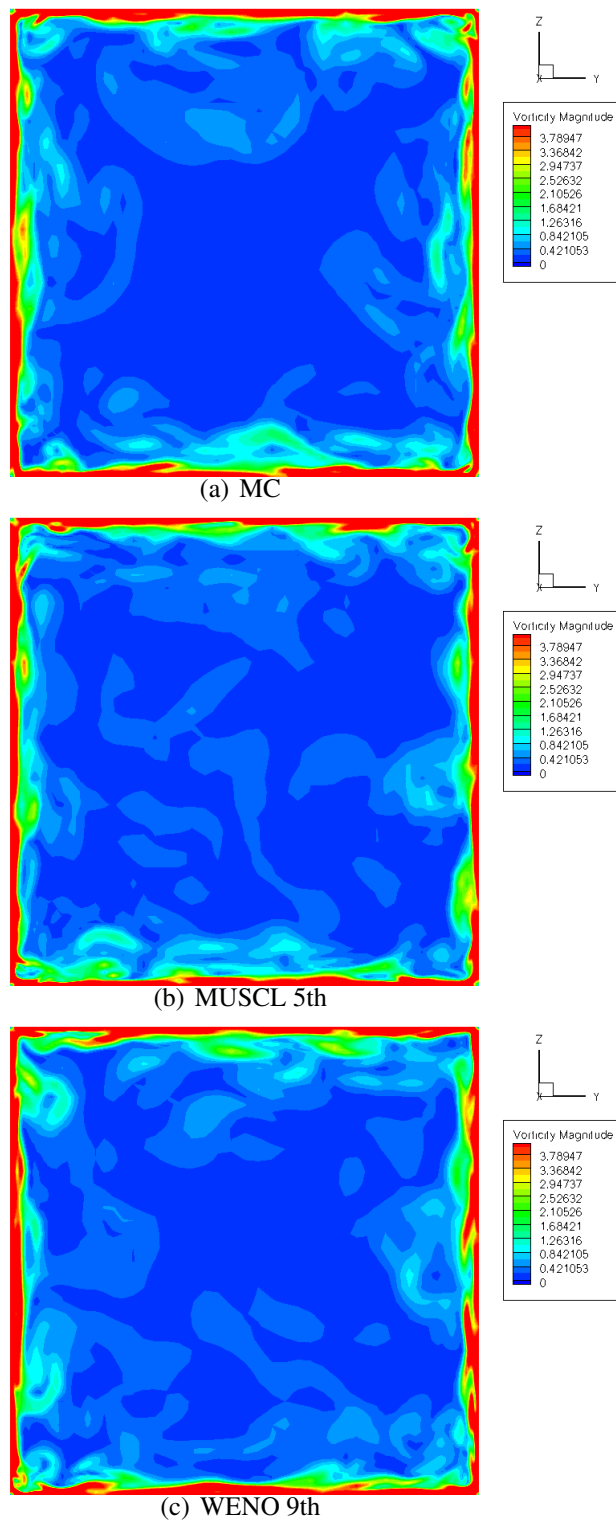 Z
X
Y
Vorticity Magnitude
3.78947
3.36842
2.94737
2.52632
2.10526
1.68421
1.26316
0.842105
0.421053
0
(a) MC
Z
X
Y
Vorticity Magnitude
3.78947
3.36842
2.94737
2.52632
2.10526
1.68421
1.26316
0.842105
0.421053
0
(b) MUSCL 5th
Z
X
Y
Vorticity Magnitude
3.78947
3.36842
2.94737
2.52632
2.10526
1.68421
1.26316
0.842105
0.421053
0
(c) WENO 9th